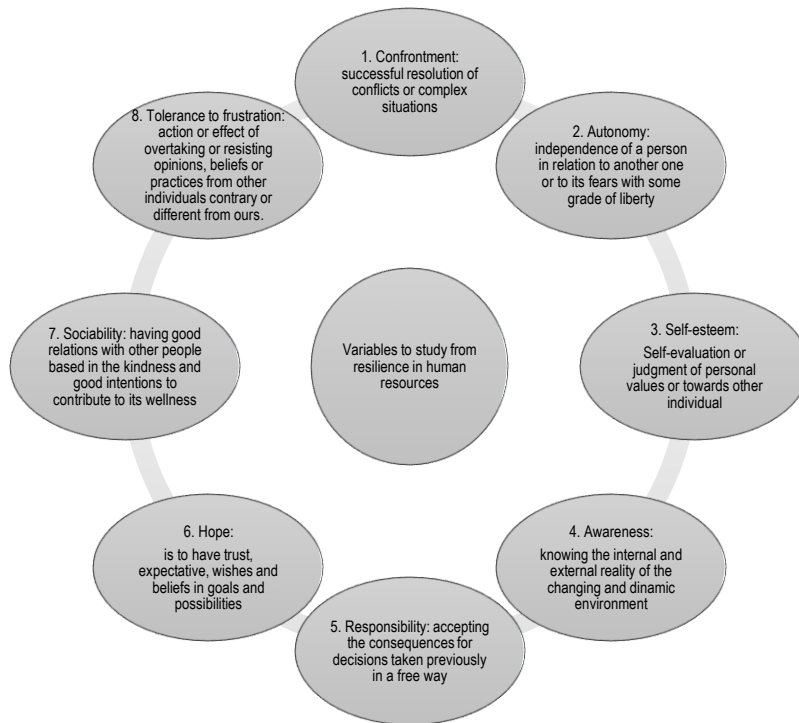 1. Confrontment:
successful resolution of
conflicts or complex
situations
2. Autonomy:
independence of a person
in relation to another one
or to its fears with some
grade of liberty
3. Self-esteem:
Self-evaluation or
judgment of personal
values or towards other
individual
4. Awareness:
knowing the internal and
external reality of the
changing and dinamic
environment
5. Responsibility: accepting
the consequences for
decisions taken previously
in a free way
6. Hope:
is to have trust,
expectative, wishes and
beliefs in goals and
possibilities
7. Sociability: having good
relations with other people
based in the kindness and
good intentions to
contribute to its wellness
8. Tolerance to frustration:
action or effect of
overtaking or resisting
opinions, beliefs or
practices from other
individuals contrary or
different from ours.
Variables to study from
resilience in human
resources